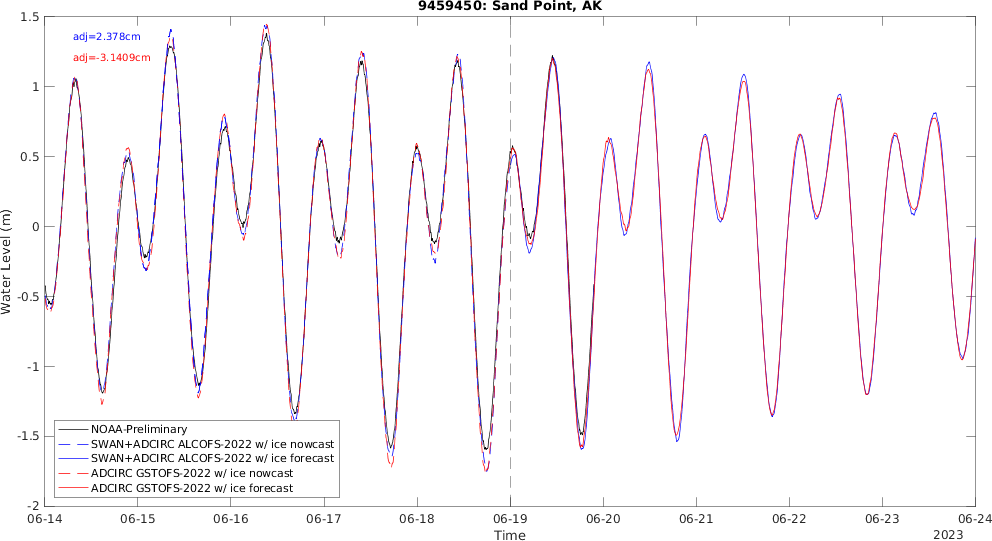 9459450: Sand Point, AK
adj=2.378cm
adj=-3.1409cm
Water Level (m)
1.5
1
0.5
0
-0.5
-1
-1.5
-2
NOAA-Preliminary
SWAN+ADCIRC ALCOFS-2022 w/ ice nowcast
SWAN+ADCIRC ALCOFS-2022 w/ ice forecast
ADCIRC GSTOFS-2022 w/ ice nowcast
ADCIRC GSTOFS-2022 w/ ice forecast
06-14 06-15 06-16 06-17 06-18 06-19 06-20 06-21 06-22 06-23 06-24
Time
2023